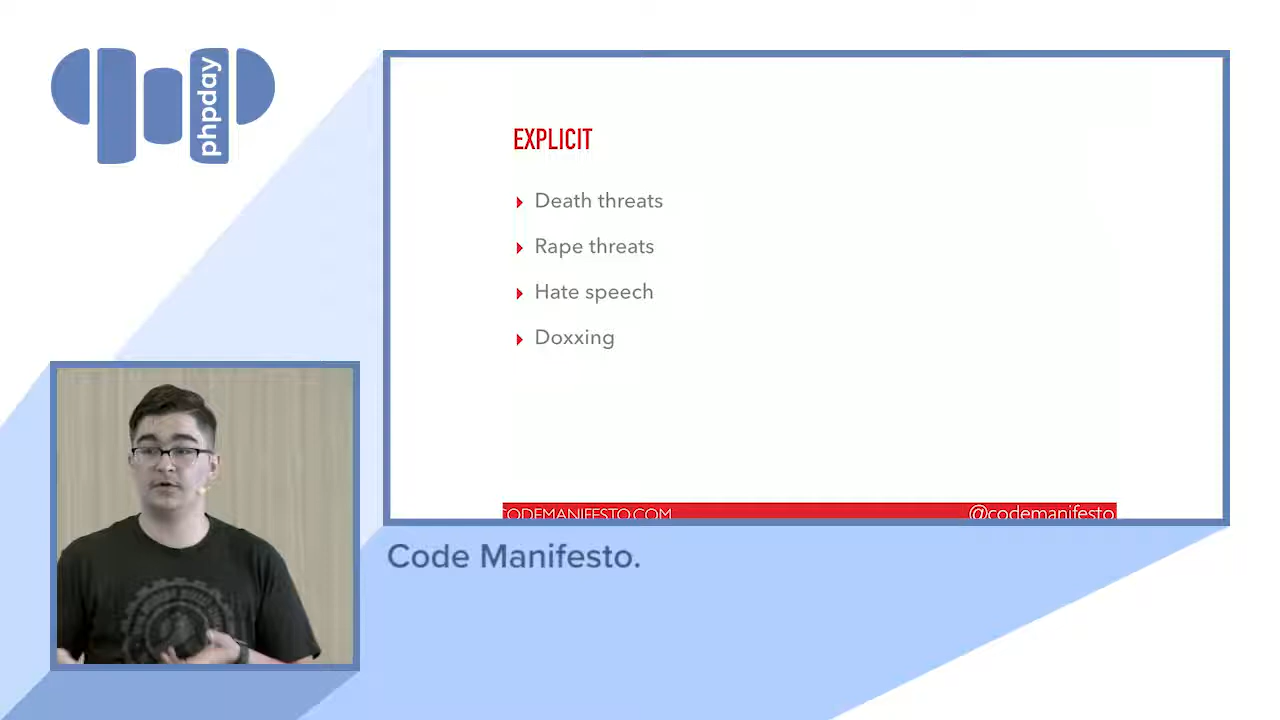 phpday
EXPLICIT
Death threats
Rape threats
Hate speech
Doxxing
CODEMANIFESTO.COM
@codemanifesto
Code Manifesto.